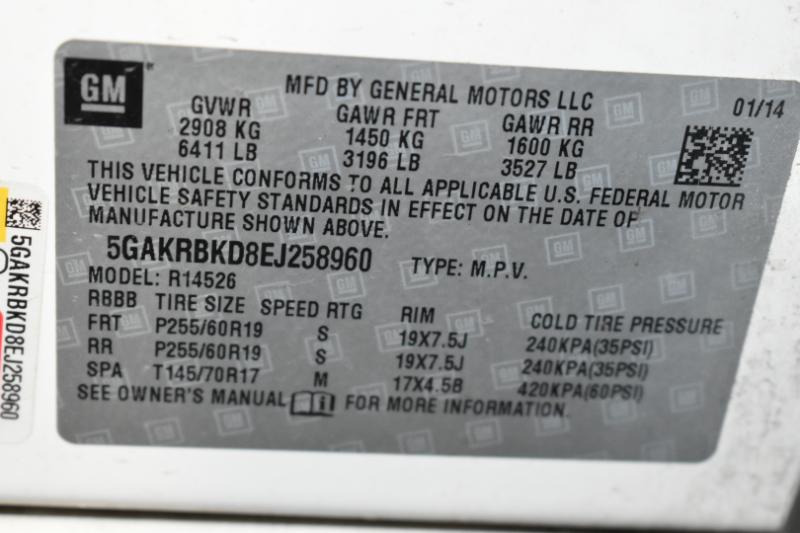 GM
MFD BY GENERAL MOTORS LLC 01/14
GVWR GAWR FRT GAWR RR
2908 KG 1450 KG 1600 KG
6411 LB 3196 LB 3527 LB
THIS VEHICLE CONFORMS TO ALL APPLICABLE U.S. FEDERAL MOTOR
VEHICLE SAFETY STANDARDS IN EFFECT ON THE DATE OF
MANUFACTURE SHOWN ABOVE.
5GAKRBKD8EJ258960 TYPE: M.P.V.
MODEL: R14526
RBBB TIRE SIZE SPEED RTG RIM COLD TIRE PRESSURE
FRT P255/60R19 S 19X7.5J 240KPA(35PSI)
RR P255/60R19 S 19X7.5J 240KPA(35PSI)
SPA T145/70R17 M 17X4.5B 420KPA(60PSI)
SEE OWNER'S MANUAL i FOR MORE INFORMATION.
5GAKRBKD8EJ258960